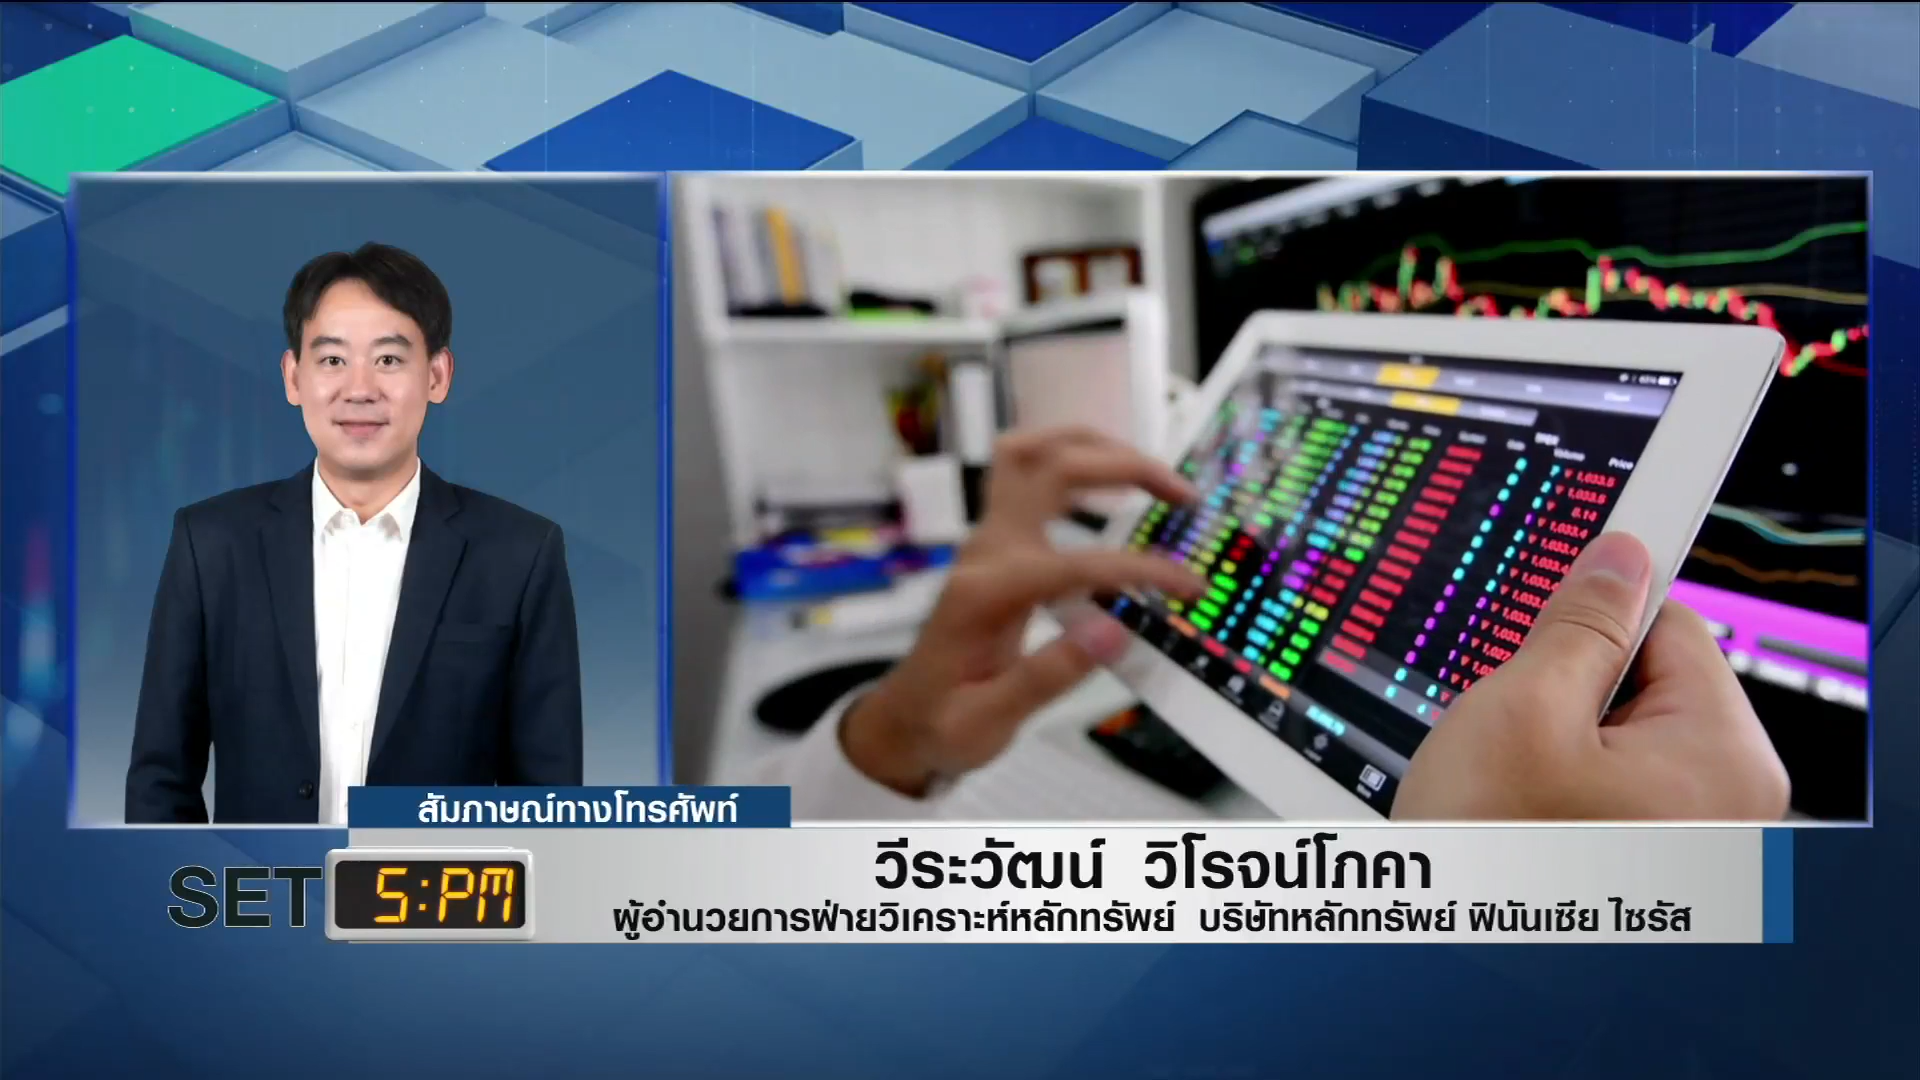 สัมภาษณ์ทางโทรศัพท์
SET 5:PM
วีระวัฒน์ วิโรจน์โภคา
ผู้อำนวยการฝ่ายวิเคราะห์หลักทรัพย์ บริษัทหลักทรัพย์ ฟินันเซีย ไซรัส
Volume Price